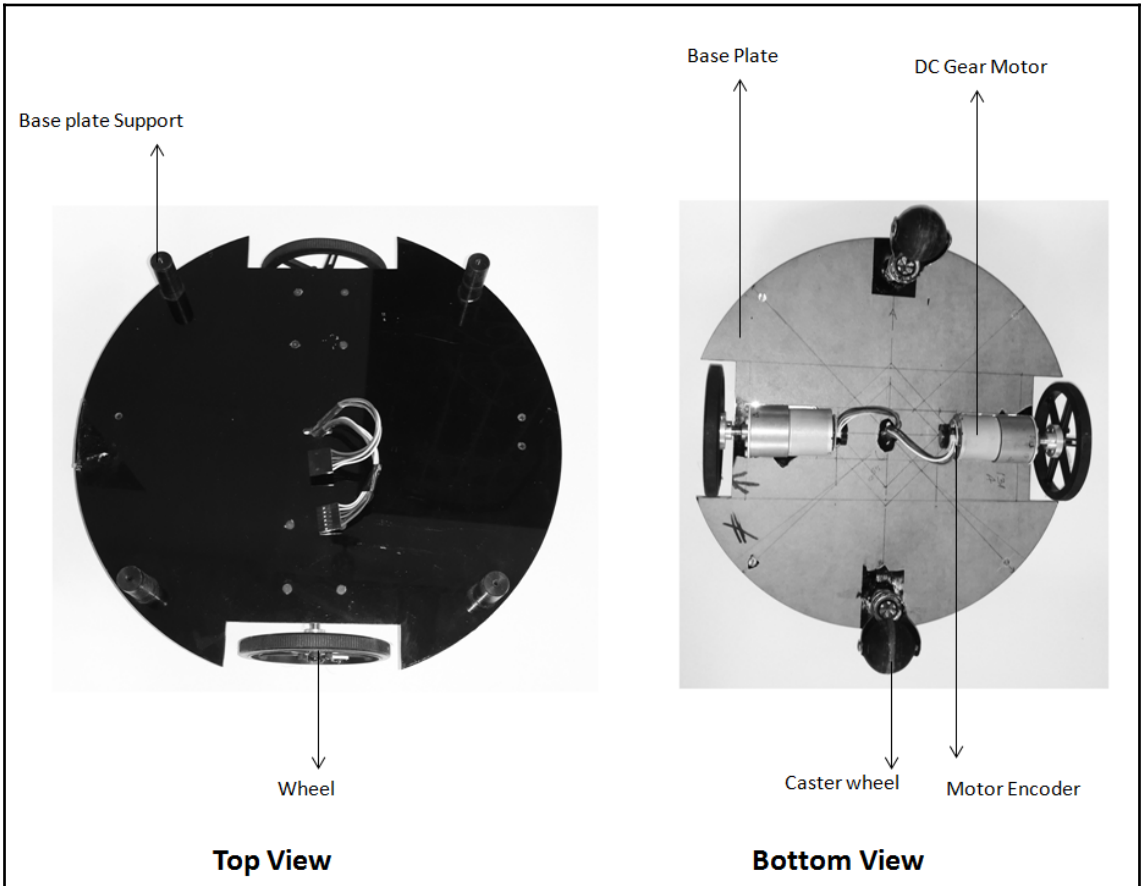 Base Plate
DC Gear Motor
Base plate Support
Wheel
Caster wheel
Motor Encoder
Top View
Bottom View